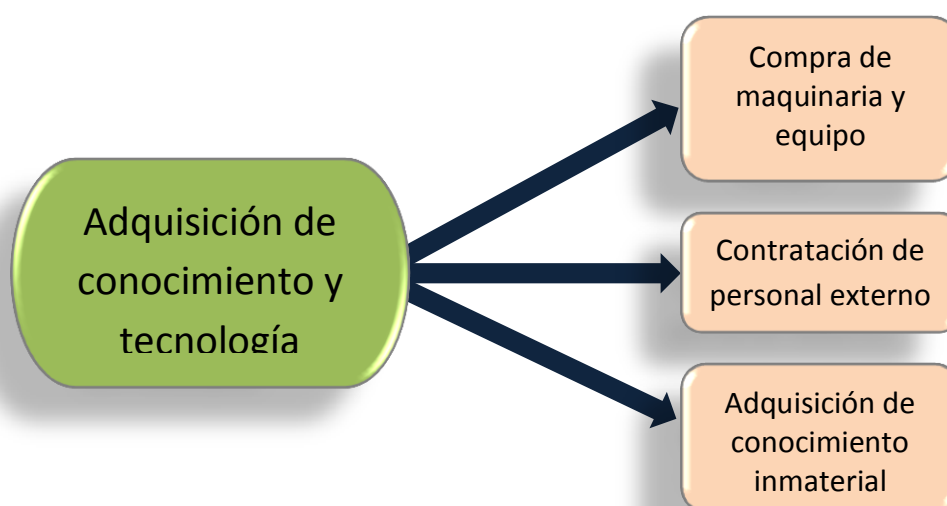 Adquisición de
conocimiento y
tecnología
Compra de
maquinaria y
equipo
Contratación de
personal externo
Adquisición de
conocimiento
inmaterial